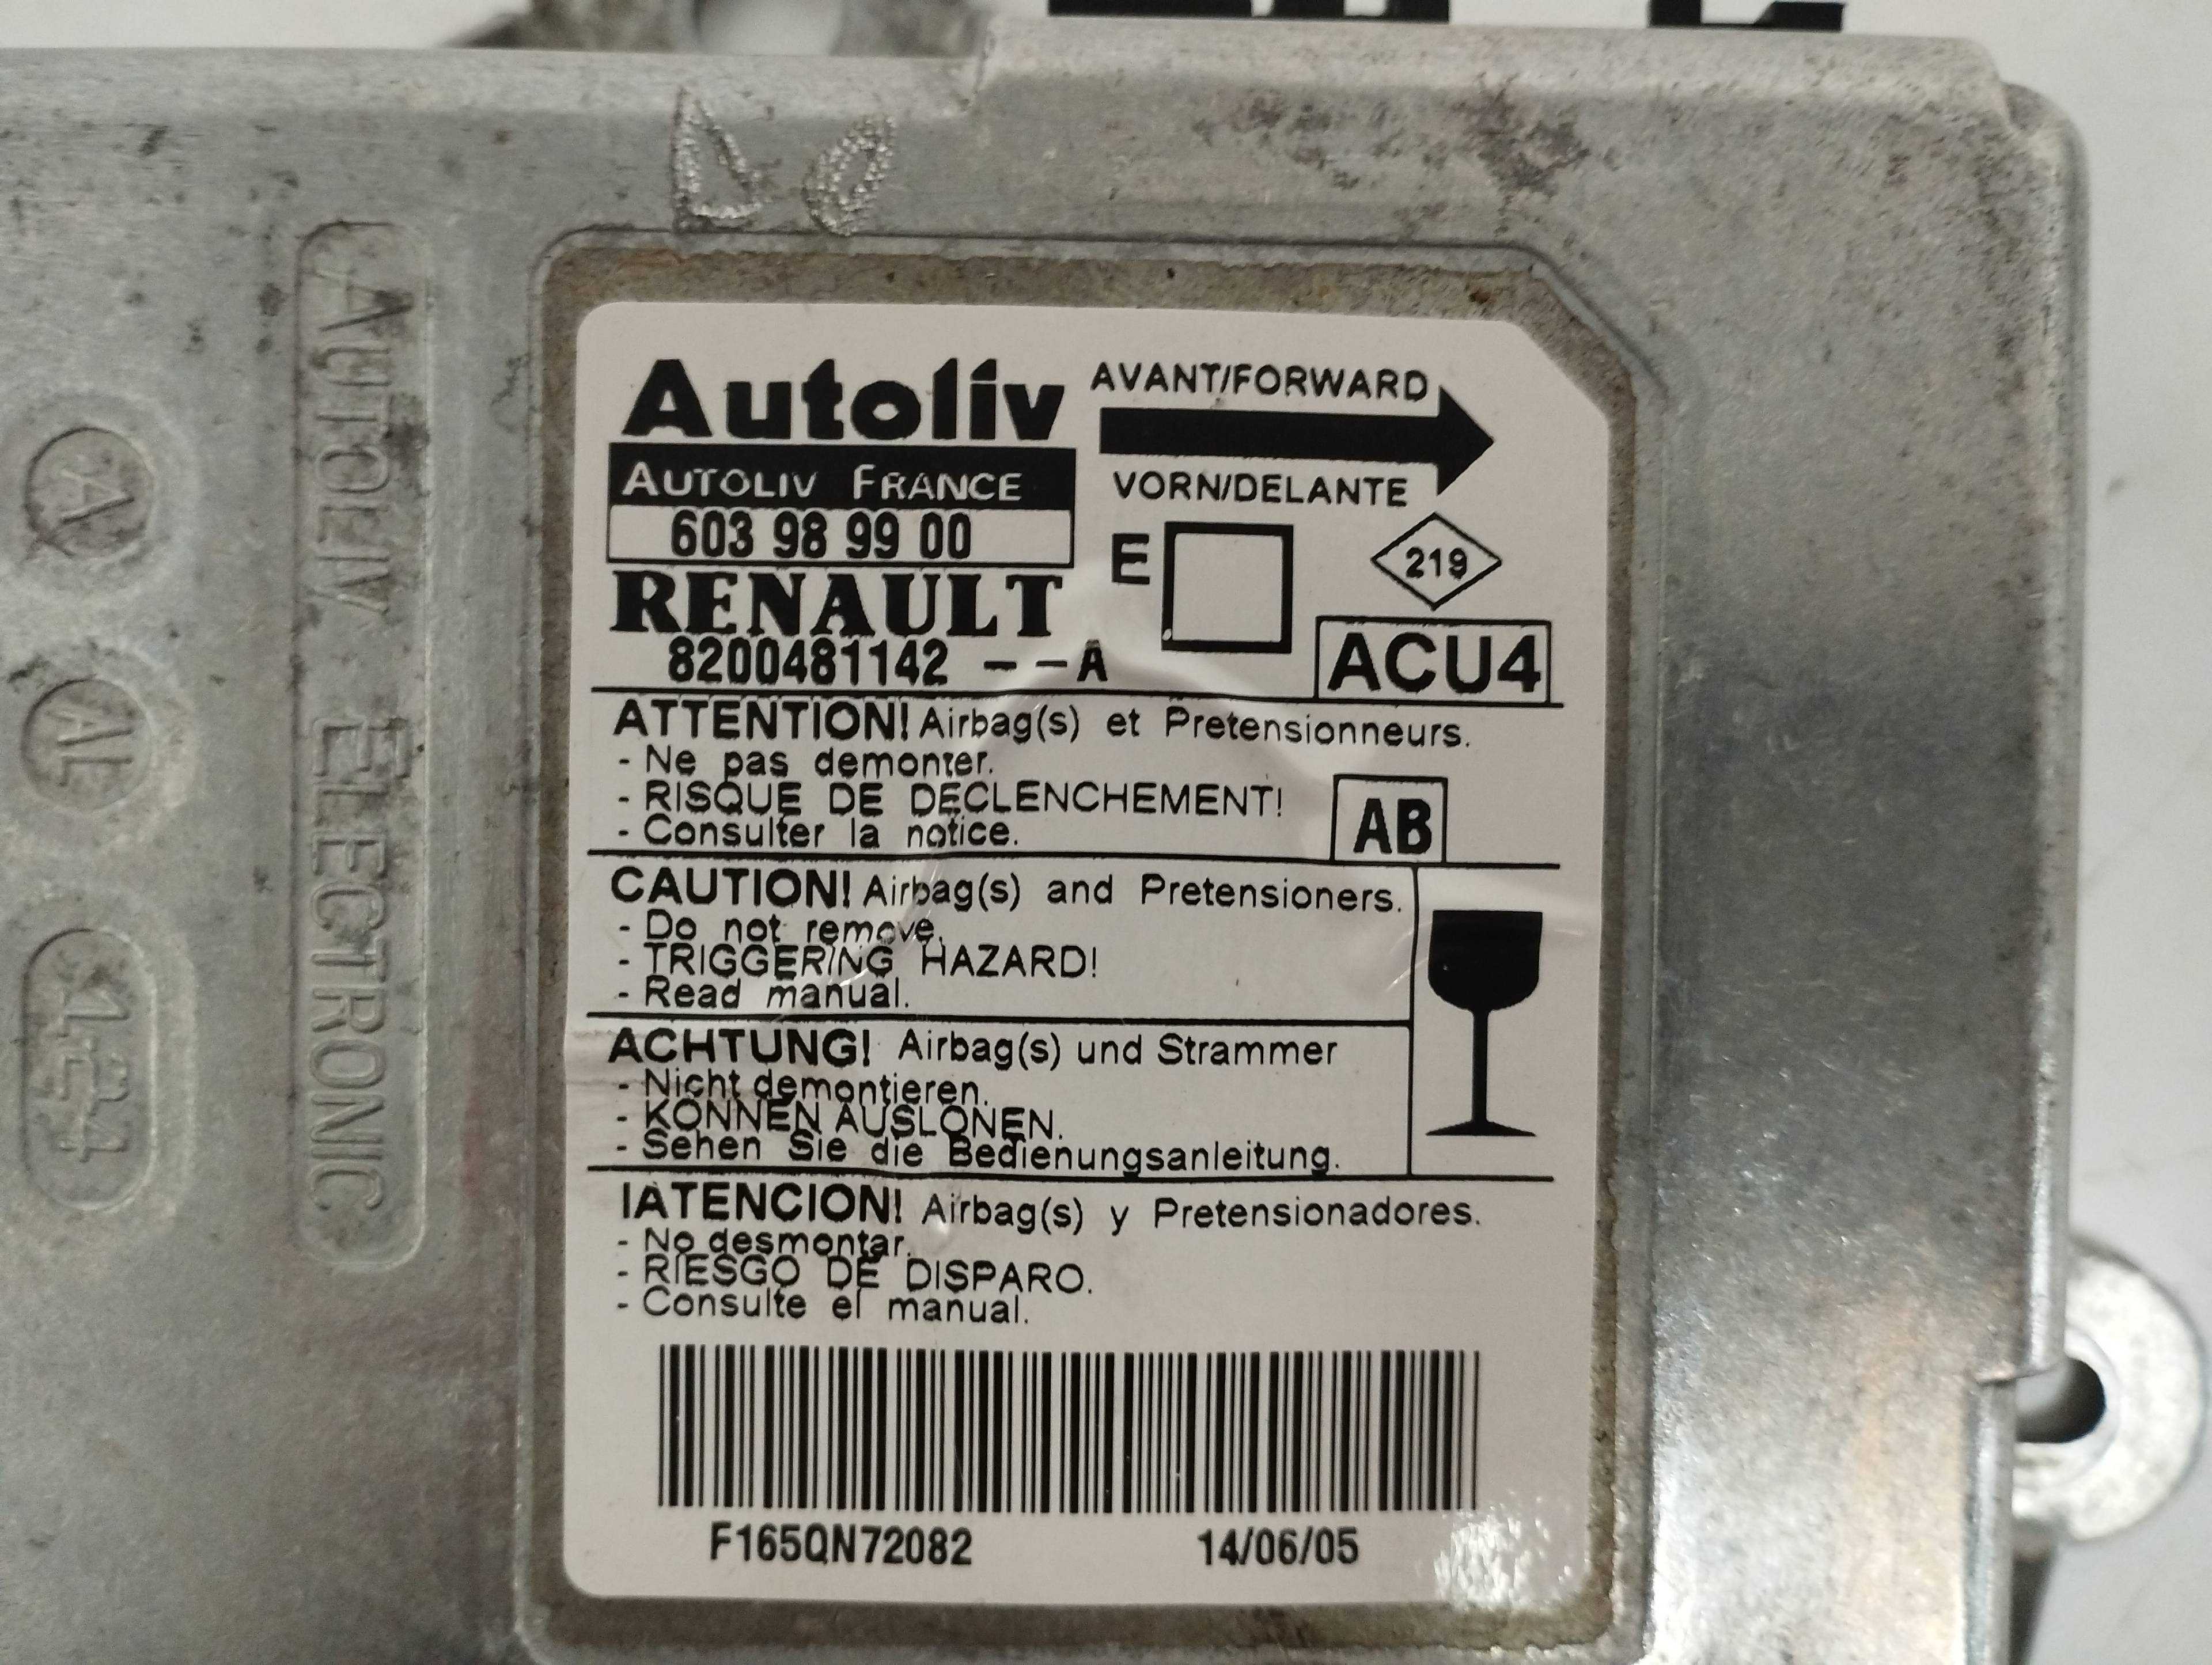 Autoliv
AVANT/FORWARD
AUTOLIV FRANCE
VORN/DELANTE
603 98 99 00
E
219
RENAULT
8200481142 --A
ACU4
ATTENTION! Airbag(s) et Pretensionneurs.
- Ne pas demonter.
- RISQUE DE DECLENCHEMENT!
- Consulter la notice.
AB
CAUTION! Airbag(s) and Pretensioners.
- Do not remove.
- TRIGGERING HAZARD!
- Read manual.
ACHTUNG! Airbag(s) und Strammer
- Nicht demontieren.
- KONNEN AUSLONEN.
- Sehen Sie die Bedienungsanleitung.
IATENCION! Airbag(s) y Pretensionadores.
- No desmontar.
- RIESGO DE DISPARO.
- Consulte el manual.
F165QN72082 14/06/05
AUTOLIV ELECTRONIC
A
AL